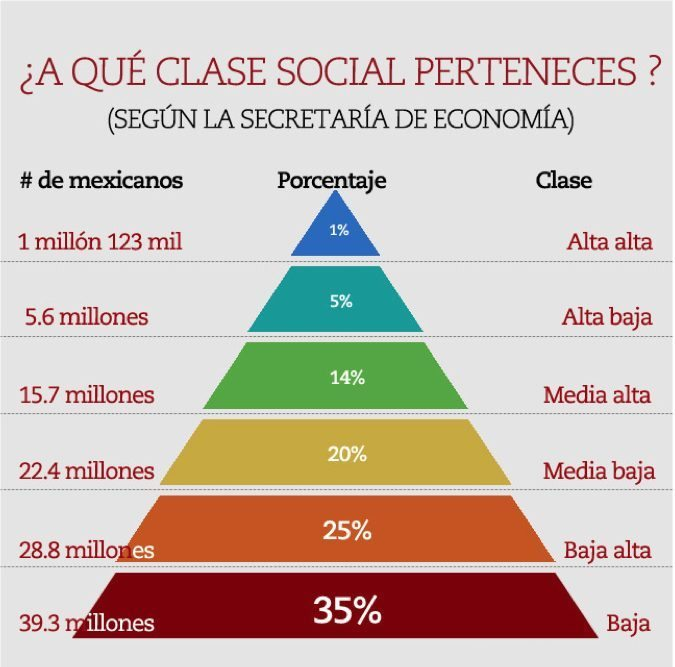 ¿A QUÉ CLASE SOCIAL PERTENECES ?
(SEGÚN LA SECRETARÍA DE ECONOMÍA)
# de mexicanos Porcentaje Clase
1 millón 123 mil 1% Alta alta
5.6 millones 5% Alta baja
15.7 millones 14% Media alta
22.4 millones 20% Media baja
28.8 millones 25% Baja alta
39.3 millones 35% Baja